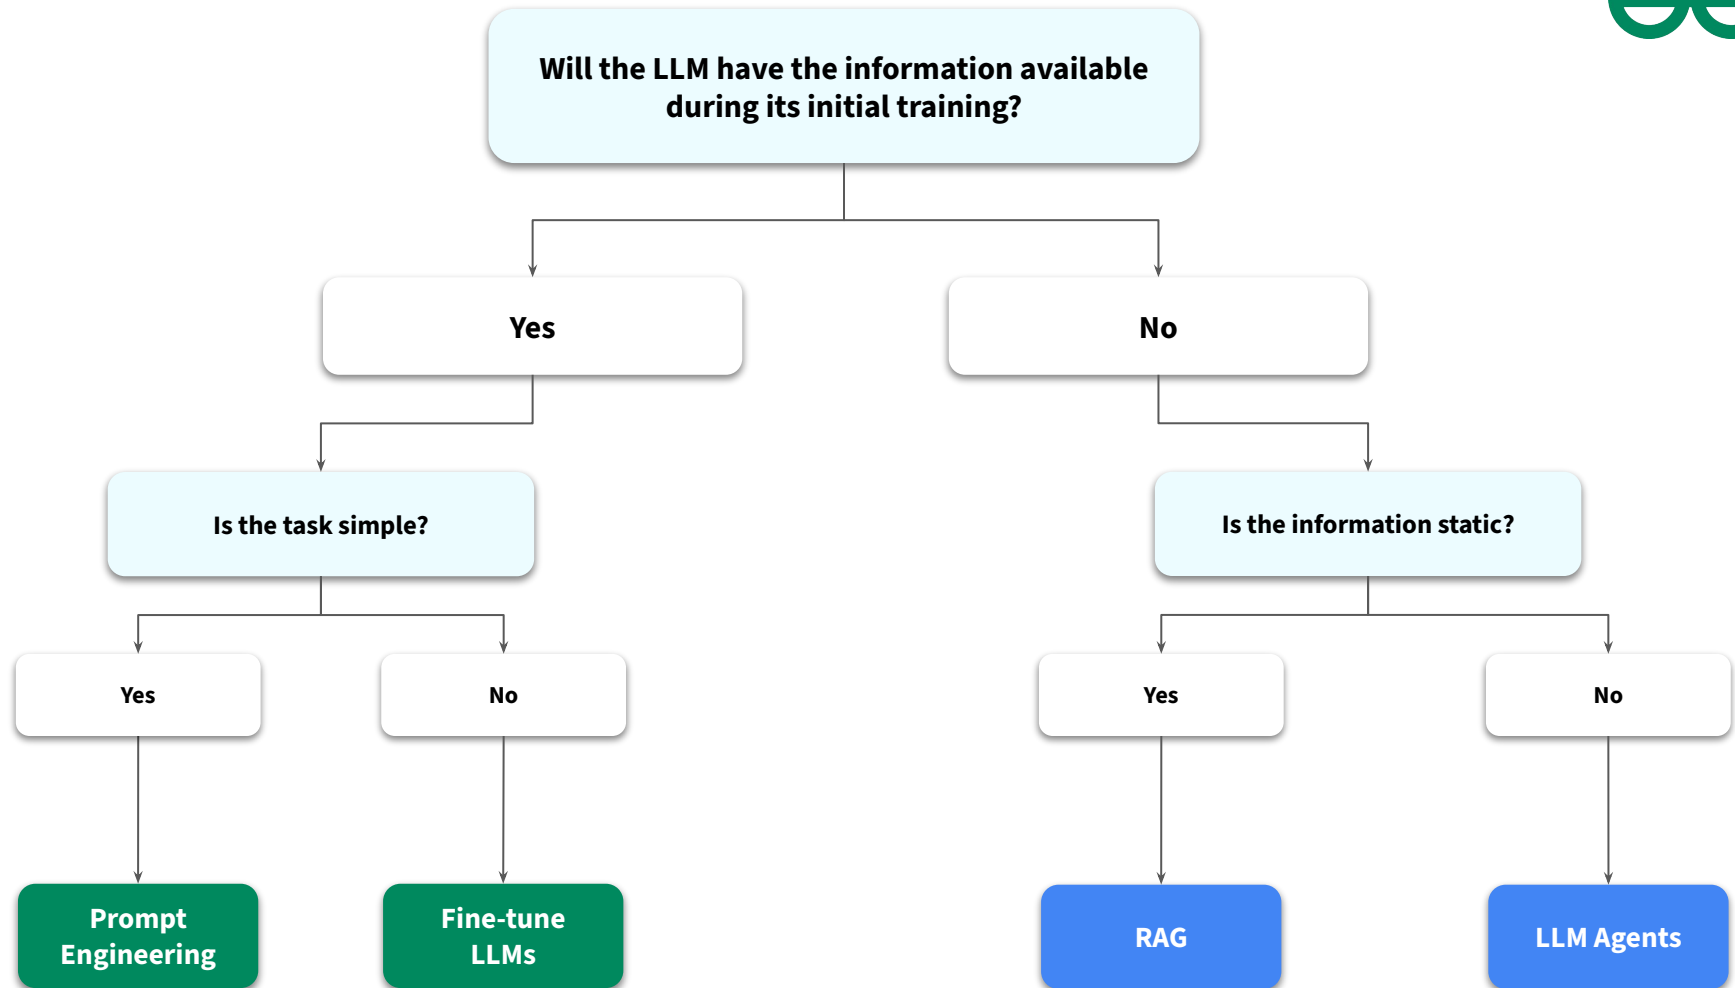 Will the LLM have the information available
during its initial training?
Yes
No
Is the task simple?
Is the information static?
Yes
No
Yes
No
Prompt
Engineering
Fine-tune
LLMs
RAG
LLM Agents